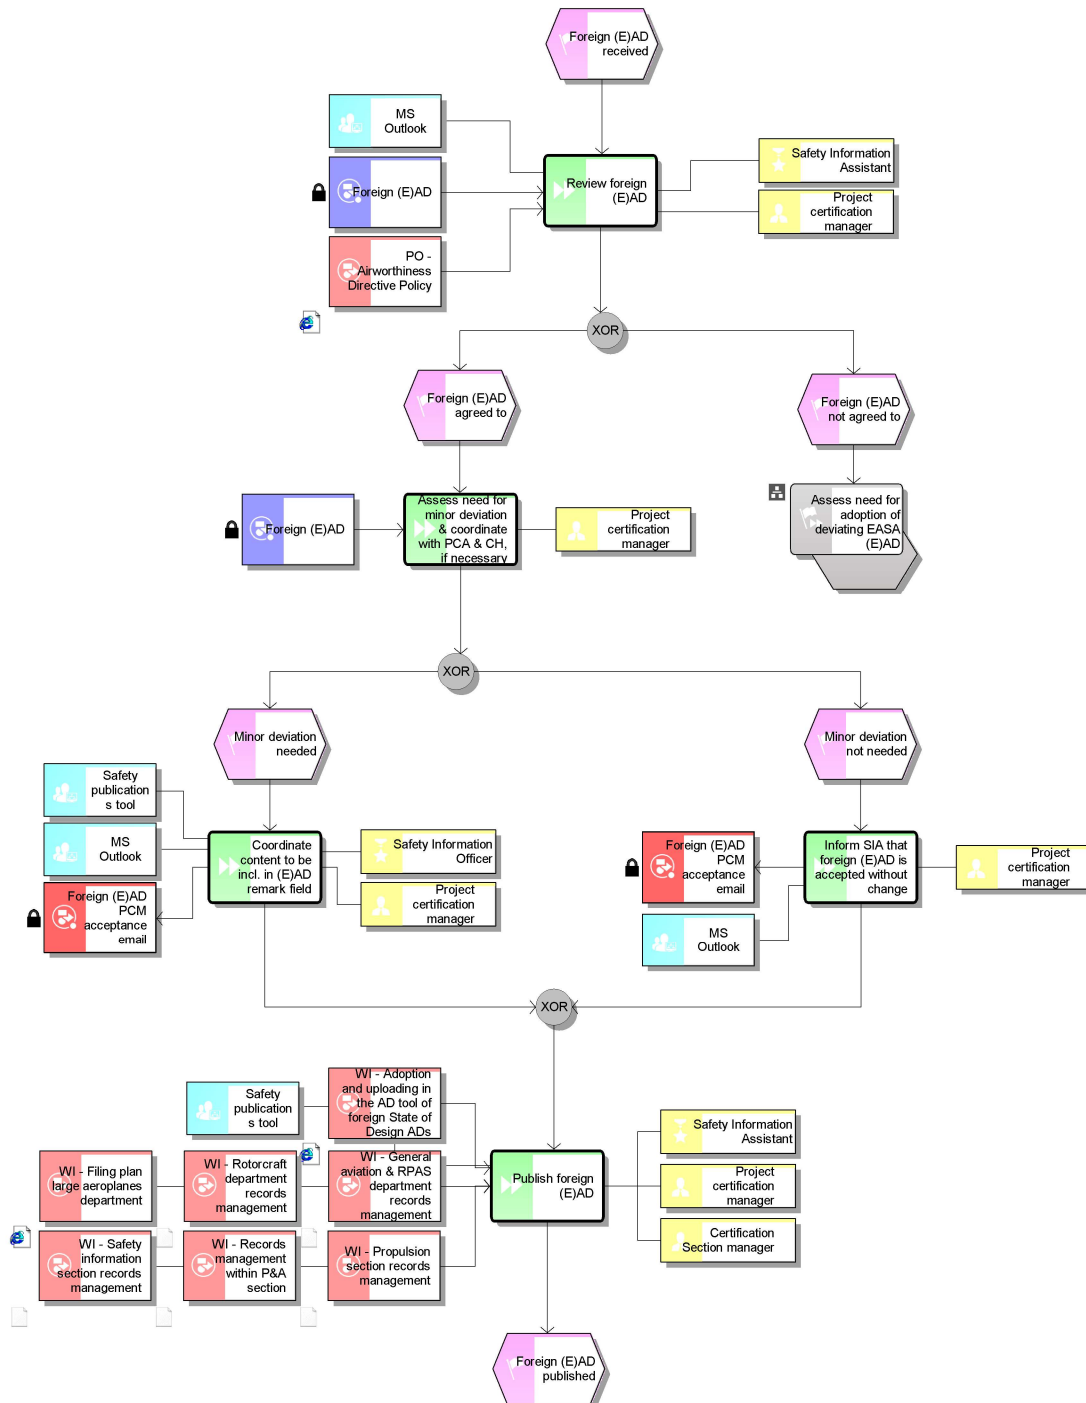 Foreign (E)AD
received
MS
Outlook
Foreign (E)AD
PO -
Airworthiness
Directive Policy
Review foreign
(E)AD
Safety Information
Assistant
Project
certification
manager
XOR
Foreign (E)AD
agreed to
Foreign (E)AD
not agreed to
Foreign (E)AD
Assess need for
minor deviation
& coordinate
with PCA & CH,
if necessary
Project
certification
manager
Assess need for
adoption of
deviating EASA
(E)AD
XOR
Minor deviation
needed
Minor deviation
not needed
Safety
publication
s tool
MS
Outlook
Foreign (E)AD
PCM
acceptance
email
Coordinate
content to be
incl. in (E)AD
remark field
Safety Information
Officer
Project
certification
manager
Foreign (E)AD
PCM
acceptance
email
MS
Outlook
Inform SIA that
foreign (E)AD is
accepted without
change
Project
certification
manager
XOR
Safety
publication
s tool
WI - Adoption
and uploading in
the AD tool of
foreign State of
Design ADs
WI - Filing plan
large aeroplanes
department
WI - Rotorcraft
department
records
management
WI - General
aviation & RPAS
department
records
management
WI - Safety
information
section records
management
WI - Records
management
within P&A
section
WI - Propulsion
section records
management
Publish foreign
(E)AD
Safety Information
Assistant
Project
certification
manager
Certification
Section manager
Foreign (E)AD
published